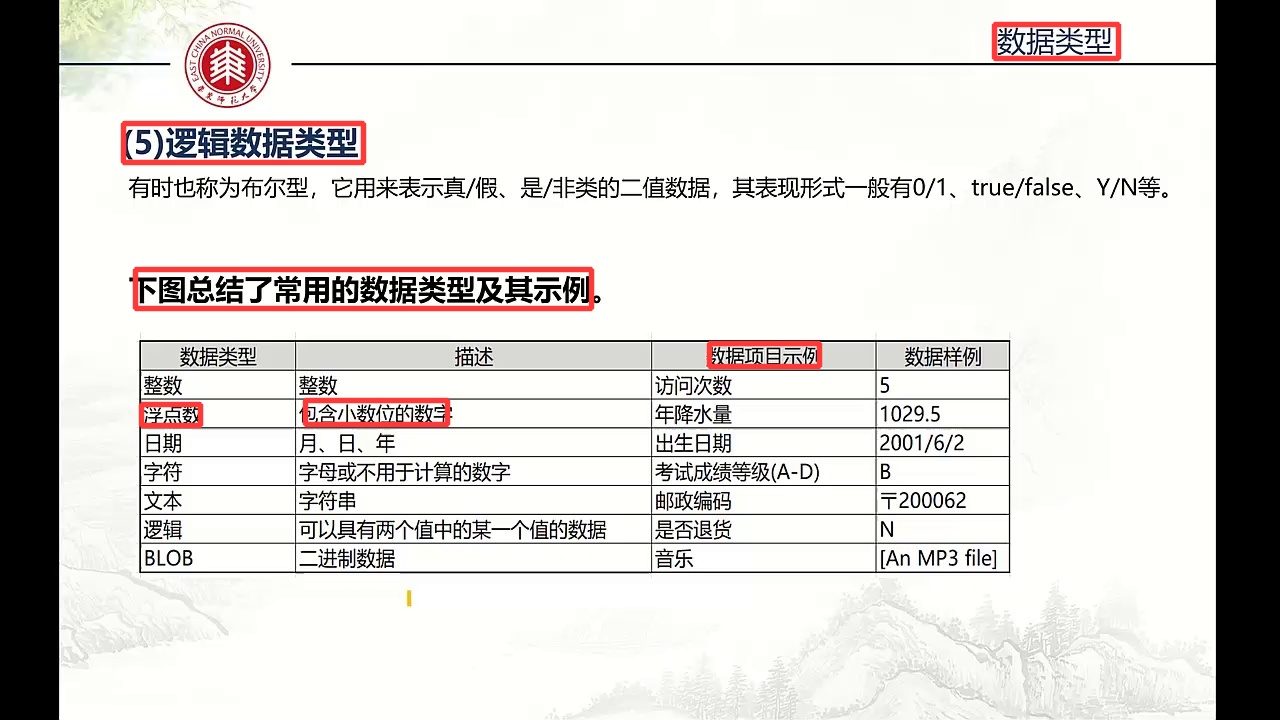 EAST CHINA NORMAL UNIVERSITY
华东师范大学
数据类型
(5)逻辑数据类型
有时也称为布尔型，它用来表示真/假、是/非类的二值数据，其表现形式一般有0/1、true/false、Y/N等。
下图总结了常用的数据类型及其示例。
数据类型 描述 数据项目示例 数据样例
整数 整数 访问次数 5
浮点数 包含小数位的数字 年降水量 1029.5
日期 月、日、年 出生日期 2001/6/2
字符 字母或不用于计算的数字 考试成绩等级(A-D) B
文本 字符串 邮政编码 〒200062
逻辑 可以具有两个值中的某一个值的数据 是否退货 N
BLOB 二进制数据 音乐 [An MP3 file]